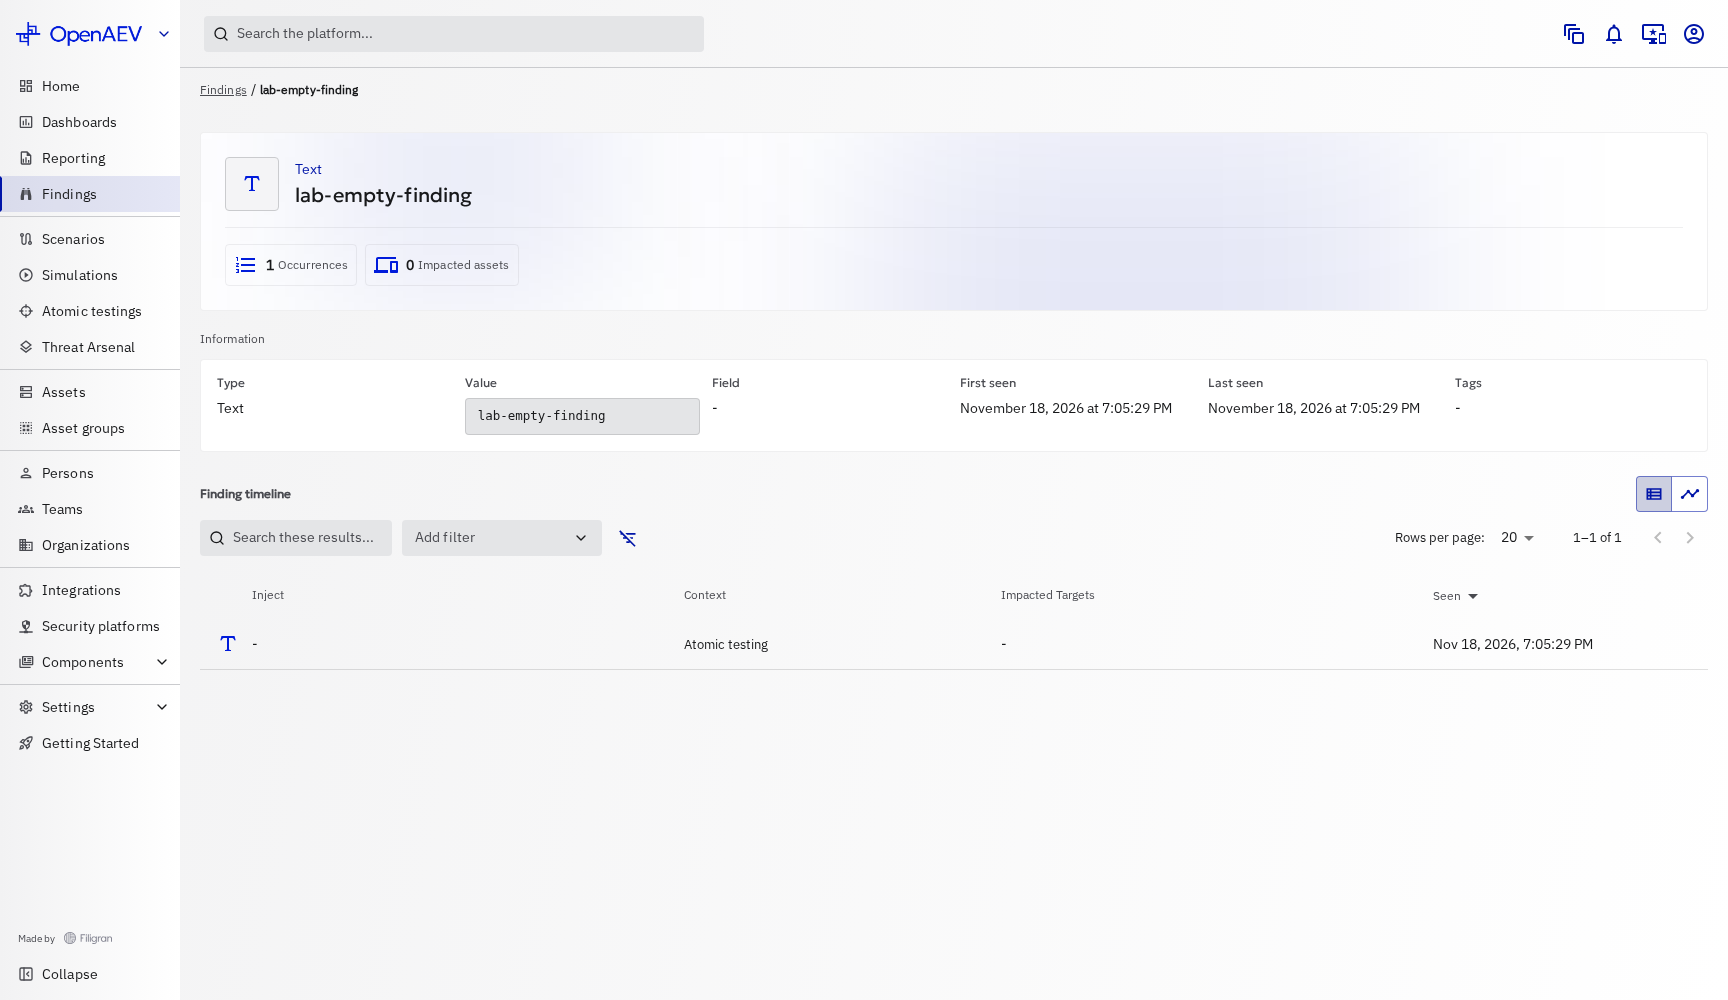 OpenAEV
Search the platform...
Home
Dashboards
Reporting
Findings
Scenarios
Simulations
Atomic testings
Threat Arsenal
Assets
Asset groups
Persons
Teams
Organizations
Integrations
Security platforms
Components
Settings
Getting Started
Made by Filigran
Collapse
Findings / lab-empty-finding
Text
lab-empty-finding
1 Occurrences
0 Impacted assets
Information
Type Value Field First seen Last seen Tags
Text lab-empty-finding - November 18, 2026 at 7:05:29 PM November 18, 2026 at 7:05:29 PM -
Finding timeline
Search these results... Add filter Rows per page: 20 1–1 of 1
Inject Context Impacted Targets Seen
- Atomic testing - Nov 18, 2026, 7:05:29 PM